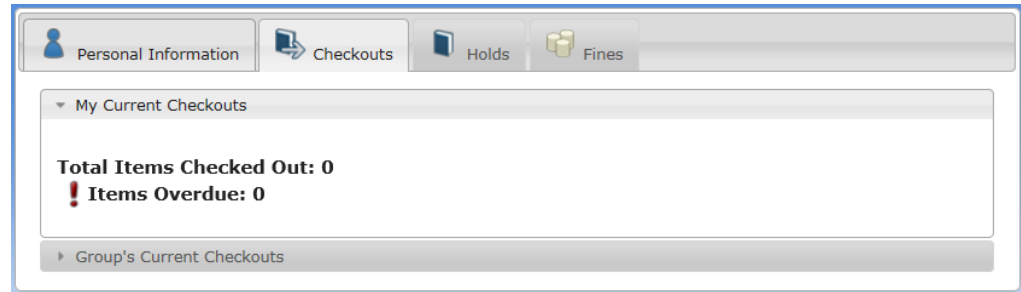 Personal Information Checkouts Holds Fines
My Current Checkouts
Total Items Checked Out: 0
Items Overdue: 0
Group's Current Checkouts